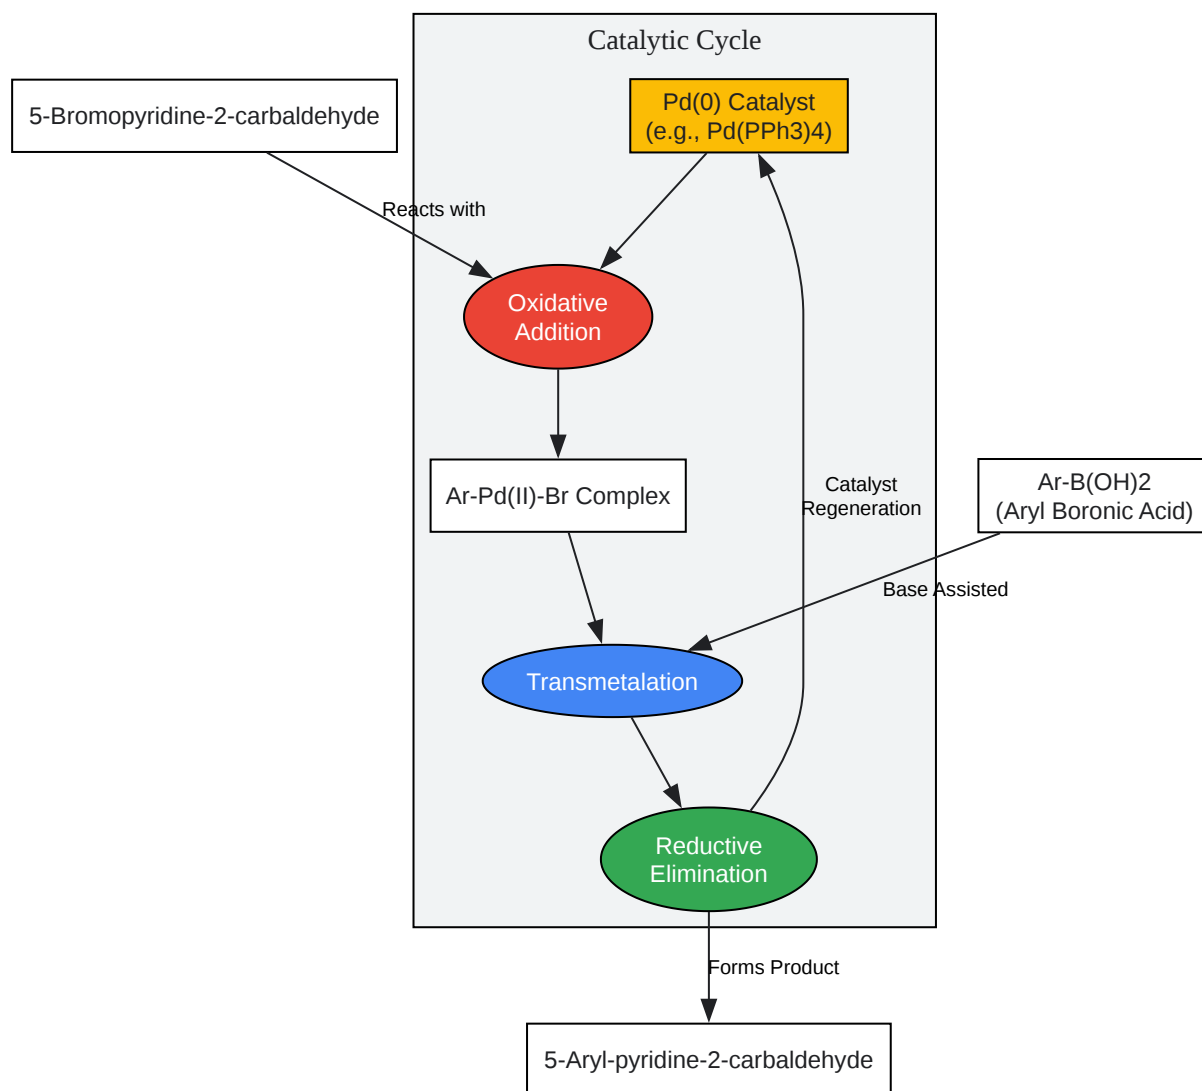 Catalytic Cycle
5-Bromopyridine-2-carbaldehyde
Pd(0) Catalyst
(e.g., Pd(PPh3)4)
Reacts with
Oxidative
Addition
Ar-Pd(II)-Br Complex
Catalyst
Regeneration
Ar-B(OH)2
(Aryl Boronic Acid)
Base Assisted
Transmetalation
Reductive
Elimination
Forms Product
5-Aryl-pyridine-2-carbaldehyde